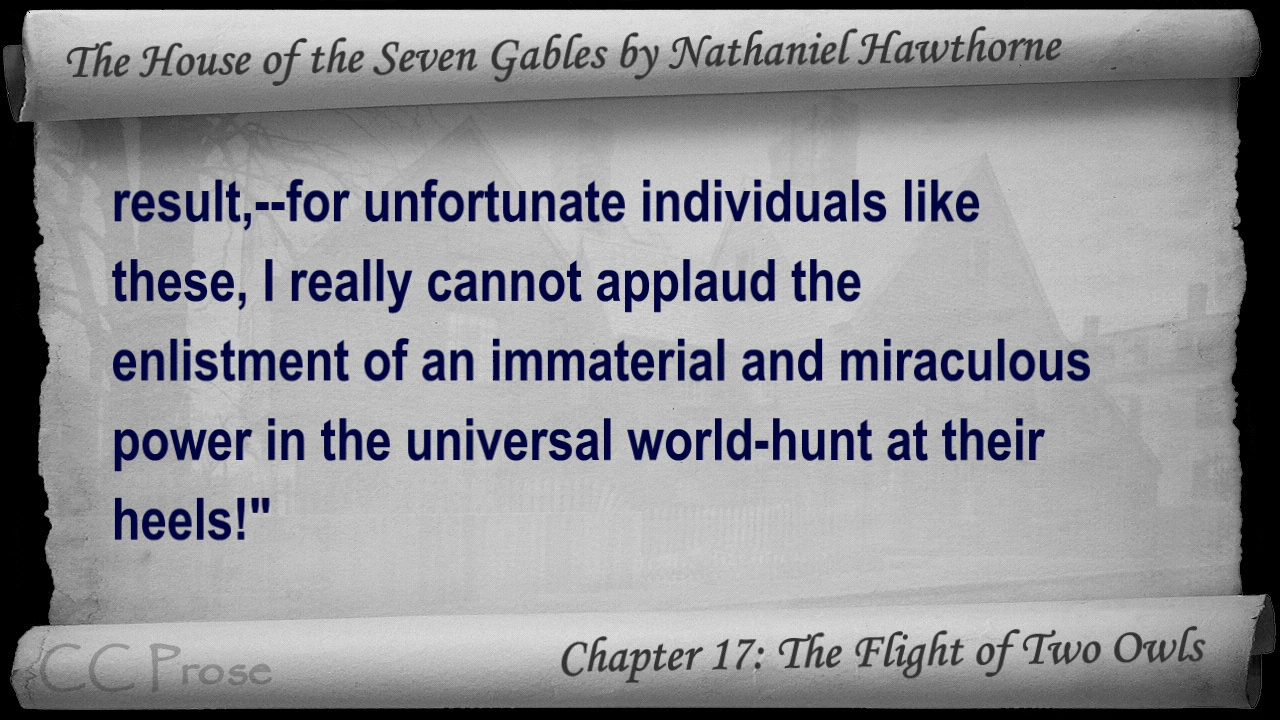 The House of the Seven Gables by Nathaniel Hawthorne
result,--for unfortunate individuals like
these, I really cannot applaud the
enlistment of an immaterial and miraculous
power in the universal world-hunt at their
heels!"
CC Prose
Chapter 17: The Flight of Two Owls